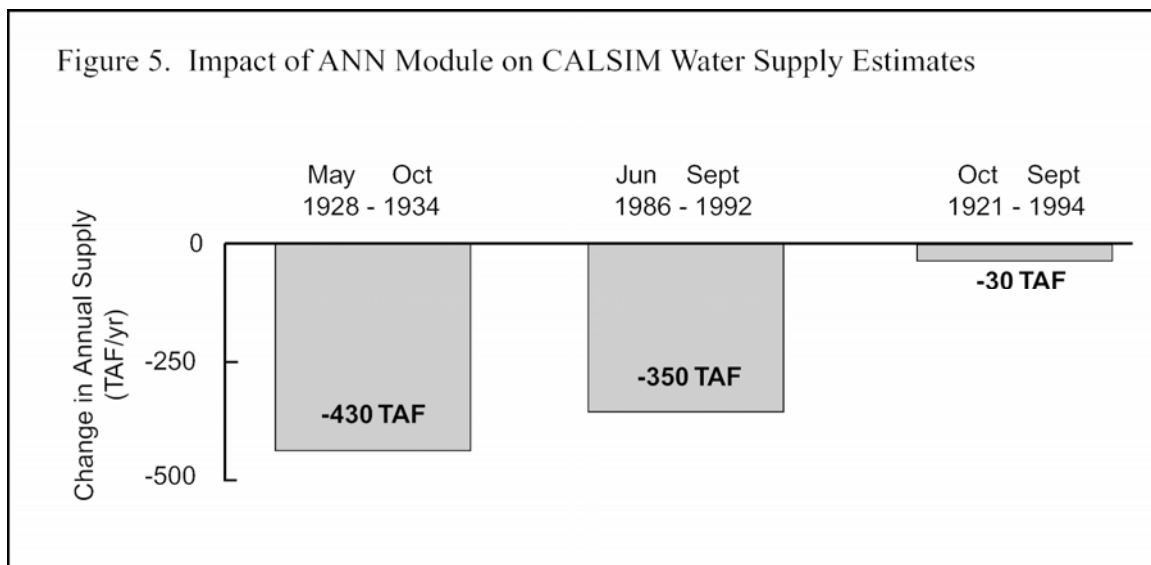 Figure 5. Impact of ANN Module on CALSIM Water Supply Estimates
May Oct
1928 - 1934
Jun Sept
1986 - 1992
Oct Sept
1921 - 1994
Change in Annual Supply
(TAF/yr)
0
-250
-500
-430 TAF
-350 TAF
-30 TAF